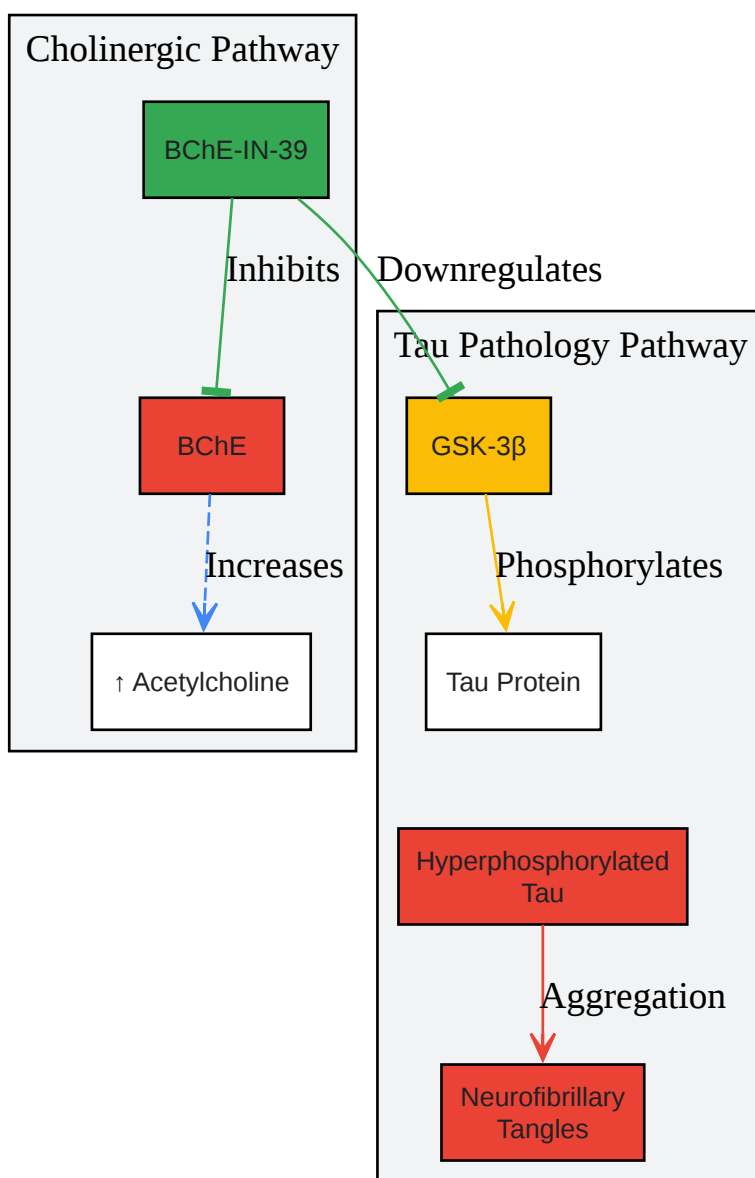 Cholinergic Pathway
BChE-IN-39
Inhibits
Downregulates
Tau Pathology Pathway
BChE
GSK-3β
Increases
Phosphorylates
↑ Acetylcholine
Tau Protein
Hyperphosphorylated
Tau
Aggregation
Neurofibrillary
Tangles